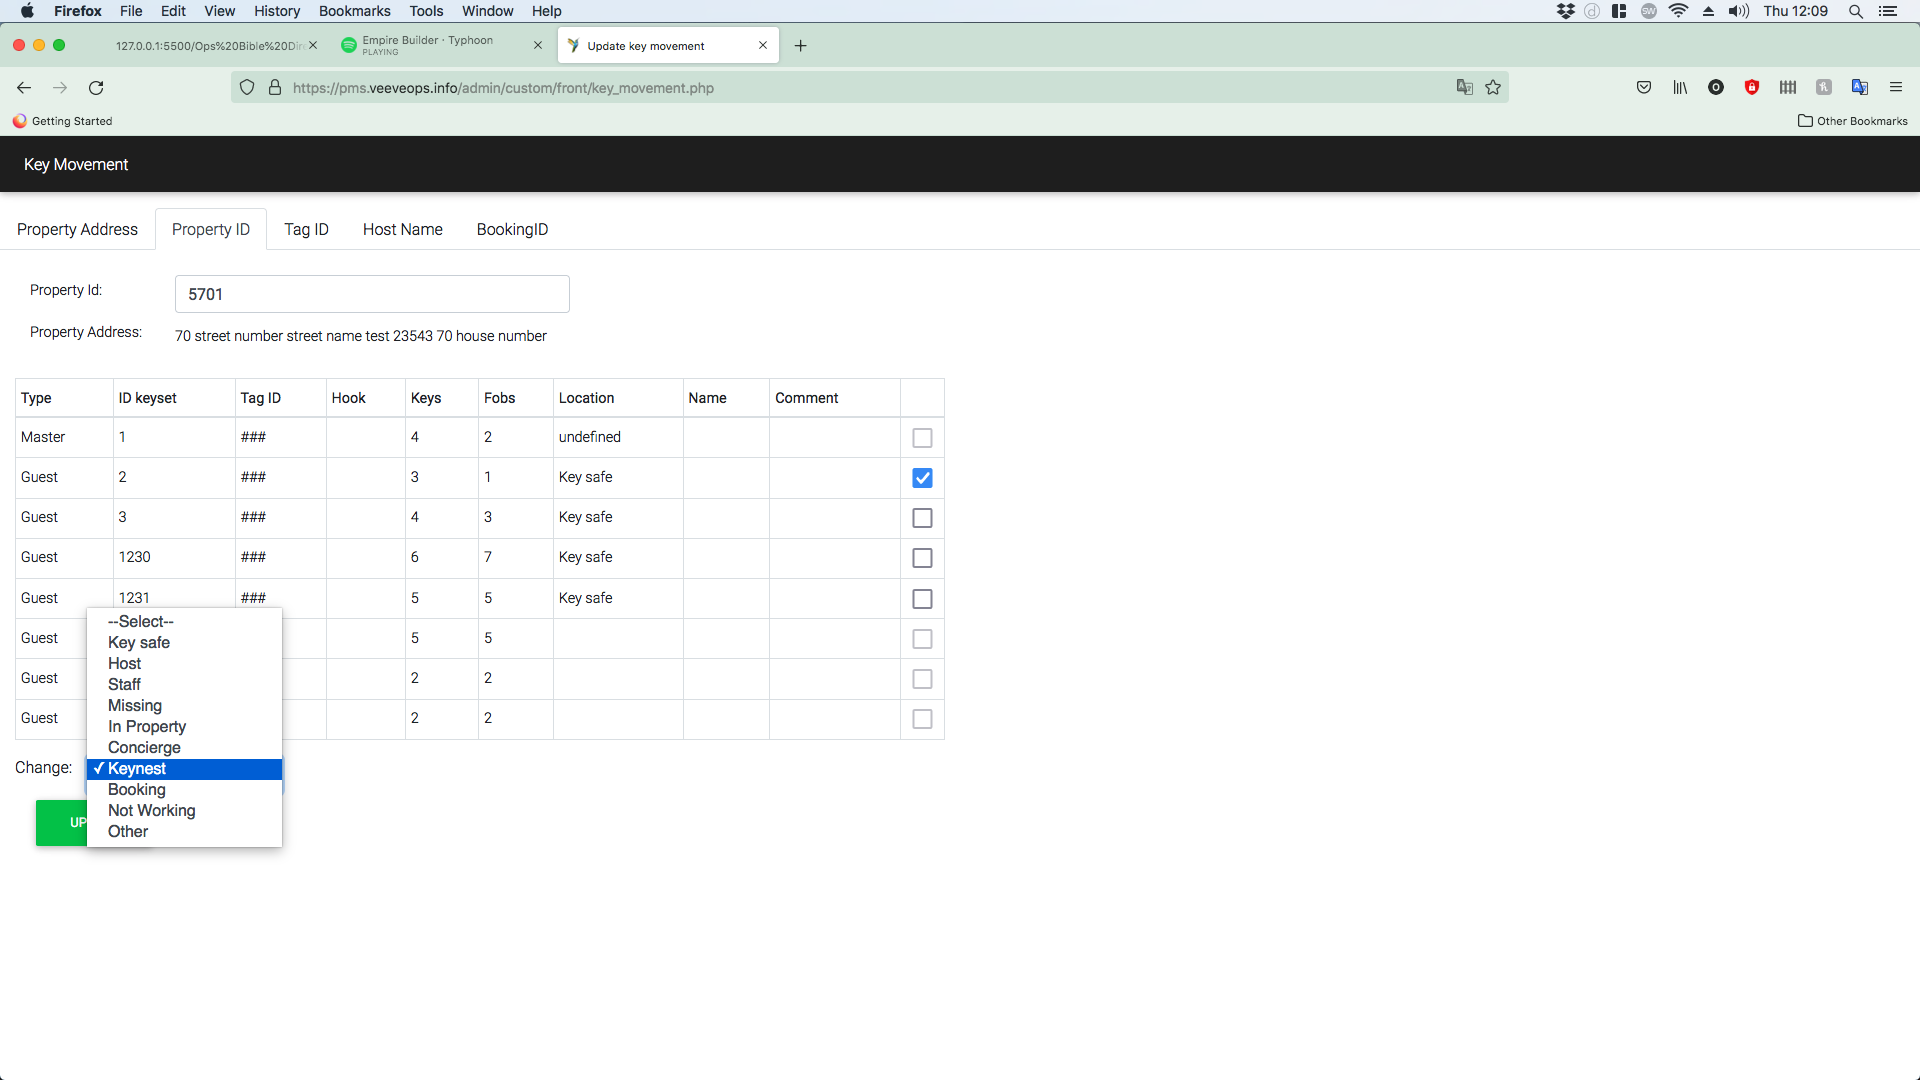 Firefox File Edit View History Bookmarks Tools Window Help Thu 12:09
127.0.0.1:5500/Ops%20Bible%20Dire
Empire Builder · Typhoon
PLAYING
Update key movement
https://pms.veeveops.info/admin/custom/front/key_movement.php
Getting Started
Other Bookmarks
Key Movement
Property Address Property ID Tag ID Host Name BookingID
Property Id: 5701
Property Address: 70 street number street name test 23543 70 house number
Type ID keyset Tag ID Hook Keys Fobs Location Name Comment
Master 1 ### 4 2 undefined
Guest 2 ### 3 1 Key safe
Guest 3 ### 4 3 Key safe
Guest 1230 ### 6 7 Key safe
Guest 1231 ### 5 5 Key safe
Guest 5 5
Guest 2 2
Guest 2 2
--Select--
Key safe
Host
Staff
Missing
In Property
Concierge
Change: ✓ Keynest
Booking
Not Working
Other
UP